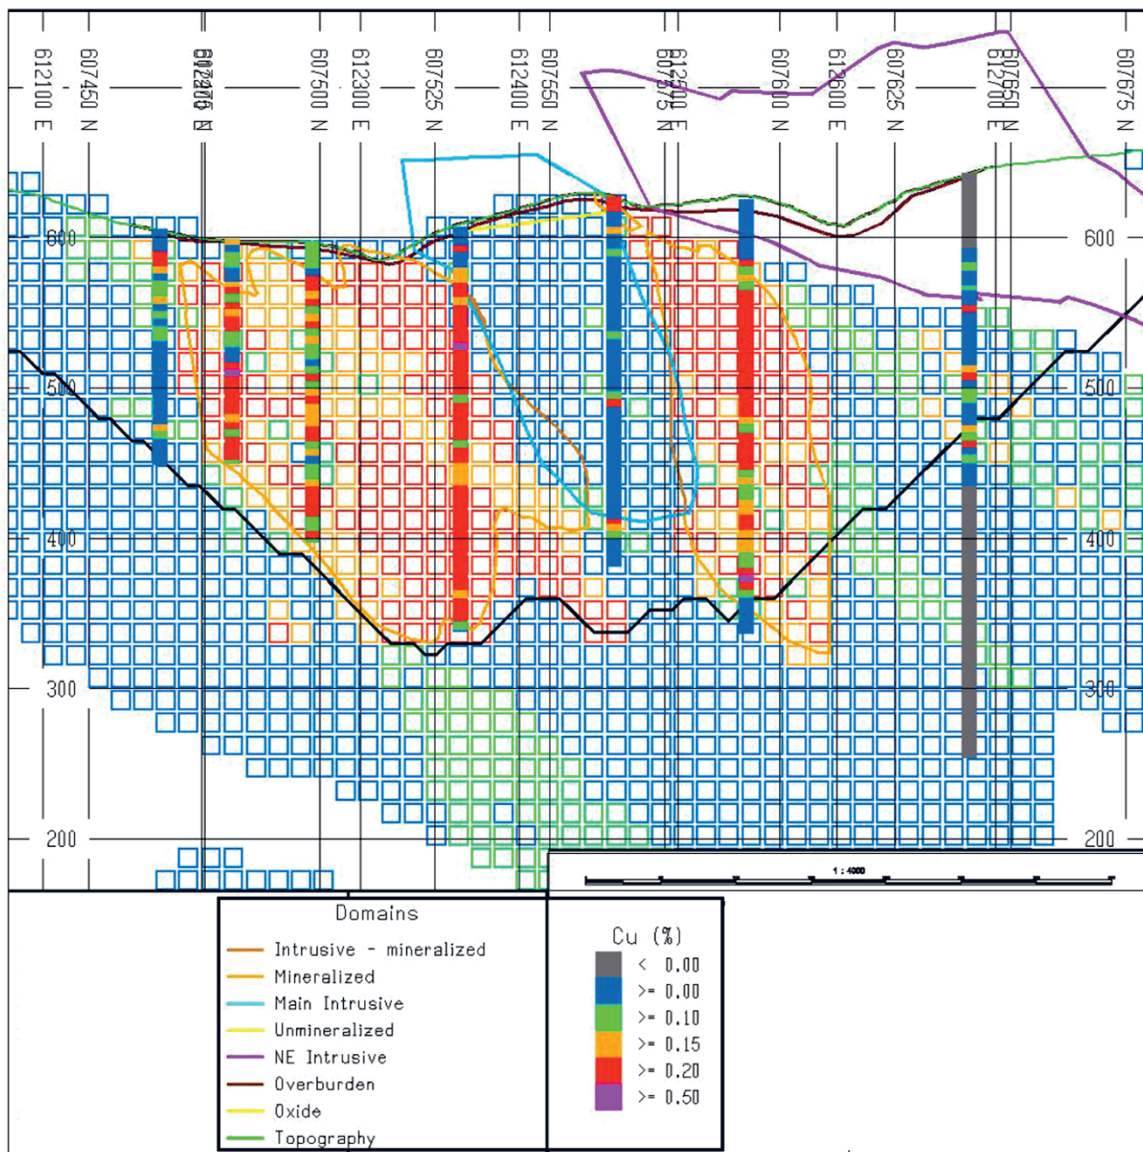 612100 E
607450 N
607500 N
612300 E
607525 N
612400 E
607550 N
612500 E
607600 N
612600 E
607625 N
607650 N
607675 N
600
600
500
500
400
400
300
300
200
200
1 : 4000
Domains
Intrusive - mineralized
Mineralized
Main Intrusive
Unmineralized
NE Intrusive
Overburden
Oxide
Topography
Cu (%)
< 0.00
>= 0.00
>= 0.10
>= 0.15
>= 0.20
>= 0.50